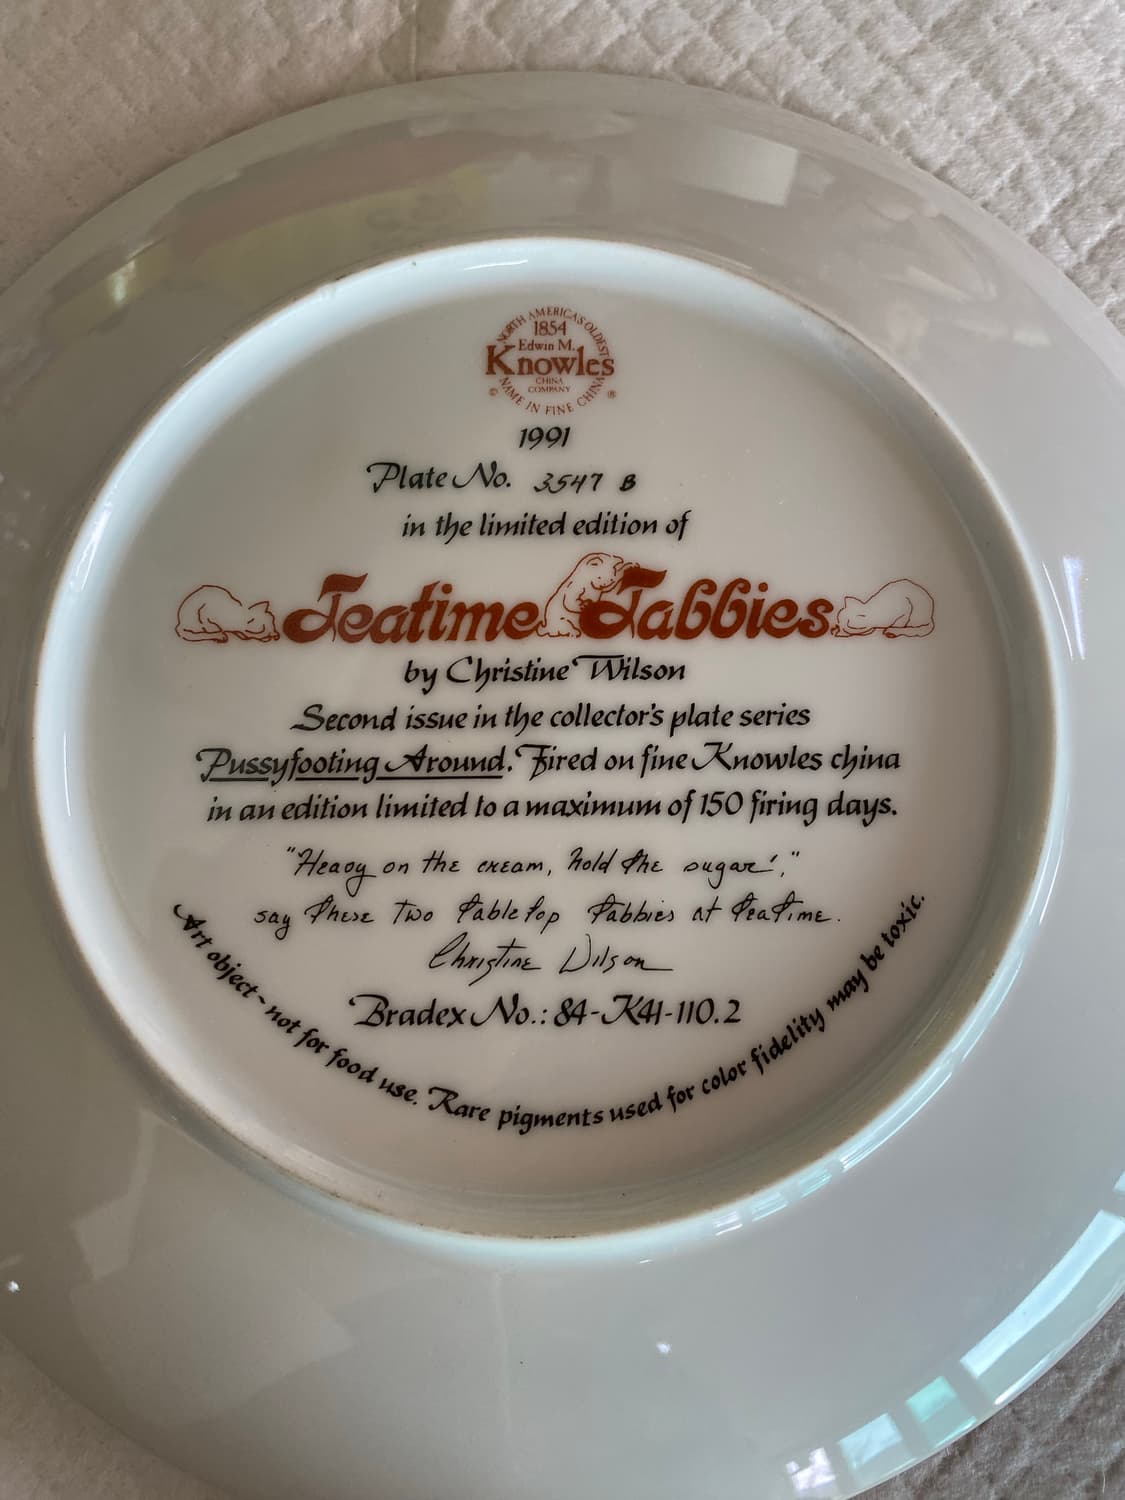 NORTH AMERICA'S OLDEST
1854
Edwin M.
Knowles
CHINA
COMPANY
© NAME IN FINE CHINA ®
1991
Plate No. 3547 B
in the limited edition of
Teatime Tabbies
by Christine Wilson
Second issue in the collector's plate series
Pussyfooting Around. Fired on fine Knowles china
in an edition limited to a maximum of 150 firing days.
"Heavy on the cream, hold the sugar!,"
say these two tabletop tabbies at teatime.
Christine Wilson
Bradex No.: 84-K41-110.2
Art object~not for food use. Rare pigments used for color fidelity may be toxic.